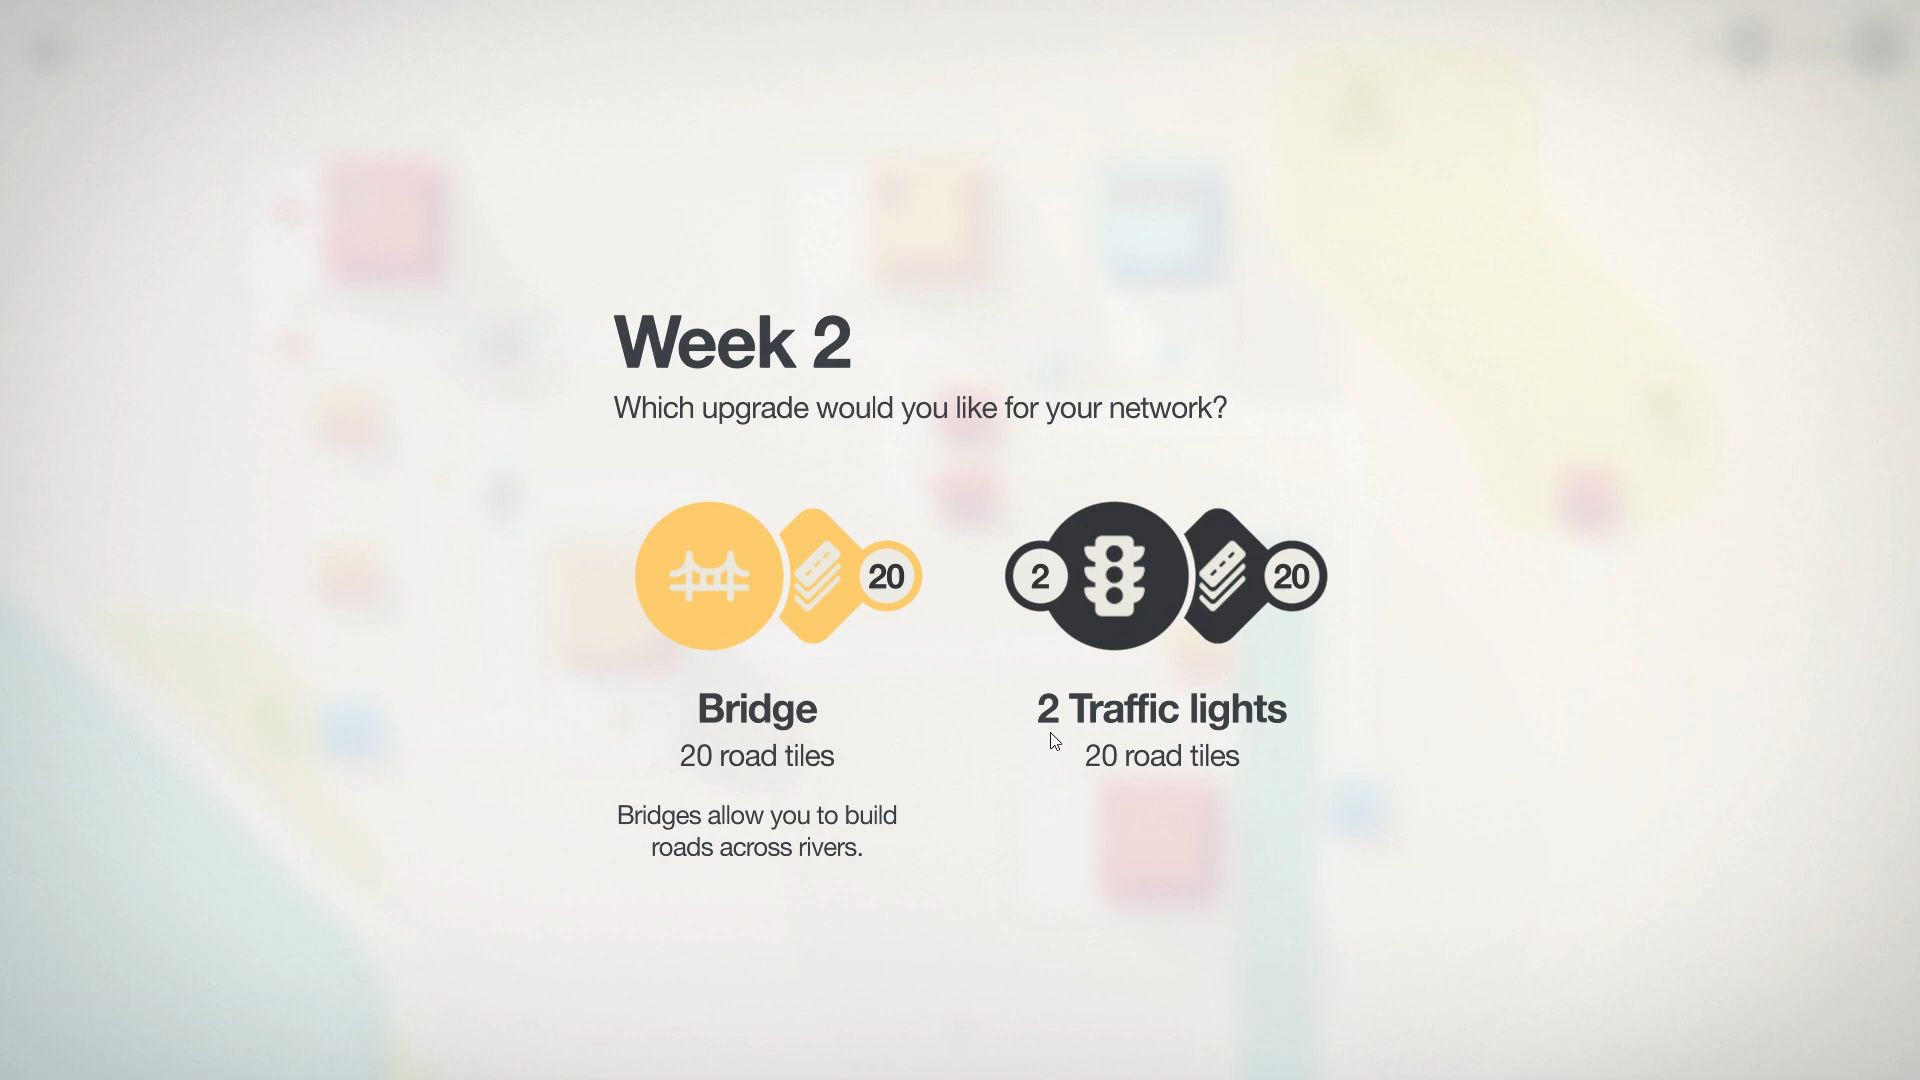 Week 2
Which upgrade would you like for your network?
20
2
20
Bridge
20 road tiles
Bridges allow you to build
roads across rivers.
2 Traffic lights
20 road tiles